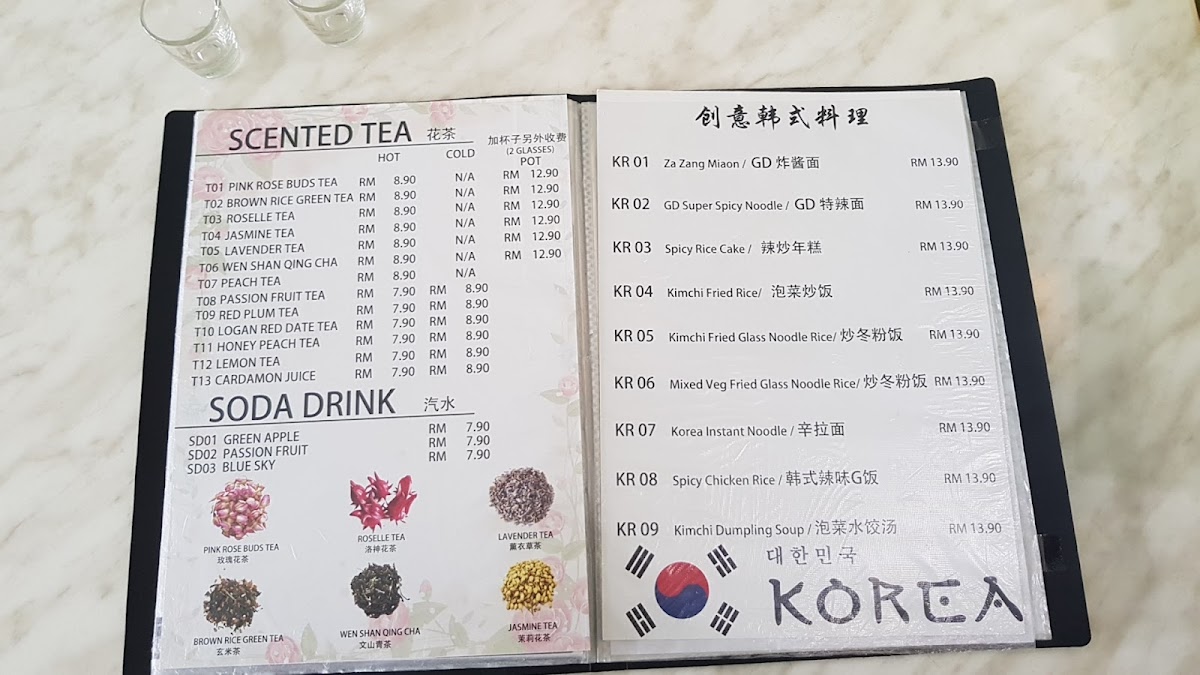 SCENTED TEA 花茶
加杯子另外收费
(2 GLASSES)
HOT COLD POT
T01 PINK ROSE BUDS TEA RM 8.90 N/A RM 12.90
T02 BROWN RICE GREEN TEA RM 8.90 N/A RM 12.90
T03 ROSELLE TEA RM 8.90 N/A RM 12.90
T04 JASMINE TEA RM 8.90 N/A RM 12.90
T05 LAVENDER TEA RM 8.90 N/A RM 12.90
T06 WEN SHAN QING CHA RM 8.90 N/A RM 12.90
T07 PEACH TEA RM 8.90 N/A
T08 PASSION FRUIT TEA RM 7.90 RM 8.90
T09 RED PLUM TEA RM 7.90 RM 8.90
T10 LOGAN RED DATE TEA RM 7.90 RM 8.90
T11 HONEY PEACH TEA RM 7.90 RM 8.90
T12 LEMON TEA RM 7.90 RM 8.90
T13 CARDAMON JUICE RM 7.90 RM 8.90
SODA DRINK 汽水
SD01 GREEN APPLE RM 7.90
SD02 PASSION FRUIT RM 7.90
SD03 BLUE SKY RM 7.90
PINK ROSE BUDS TEA
玫瑰花茶
ROSELLE TEA
洛神花茶
LAVENDER TEA
薰衣草茶
BROWN RICE GREEN TEA
玄米茶
WEN SHAN QING CHA
文山青茶
JASMINE TEA
茉莉花茶
创意韩式料理
KR 01 Za Zang Miaon / GD 炸酱面 RM 13.90
KR 02 GD Super Spicy Noodle / GD 特辣面 RM 13.90
KR 03 Spicy Rice Cake / 辣炒年糕 RM 13.90
KR 04 Kimchi Fried Rice/ 泡菜炒饭 RM 13.90
KR 05 Kimchi Fried Glass Noodle Rice/ 炒冬粉饭 RM 13.90
KR 06 Mixed Veg Fried Glass Noodle Rice/ 炒冬粉饭 RM 13.90
KR 07 Korea Instant Noodle / 辛拉面 RM 13.90
KR 08 Spicy Chicken Rice / 韩式辣味G饭 RM 13.90
KR 09 Kimchi Dumpling Soup / 泡菜水饺汤 RM 13.90
대한민국
KOREA